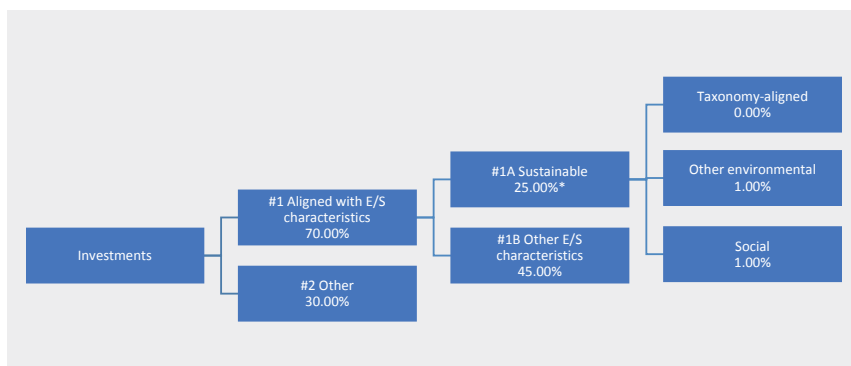 Investments
#1 Aligned with E/S
characteristics
70.00%
#2 Other
30.00%
#1A Sustainable
25.00%*
#1B Other E/S
characteristics
45.00%
Taxonomy-aligned
0.00%
Other environmental
1.00%
Social
1.00%